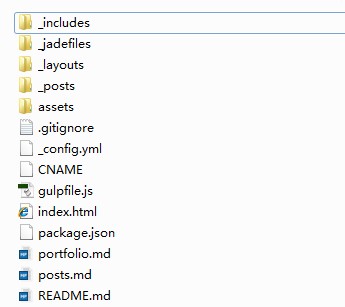 _includes
_jadefiles
_layouts
_posts
assets
.gitignore
_config.yml
CNAME
gulpfile.js
index.html
package.json
portfolio.md
posts.md
README.md